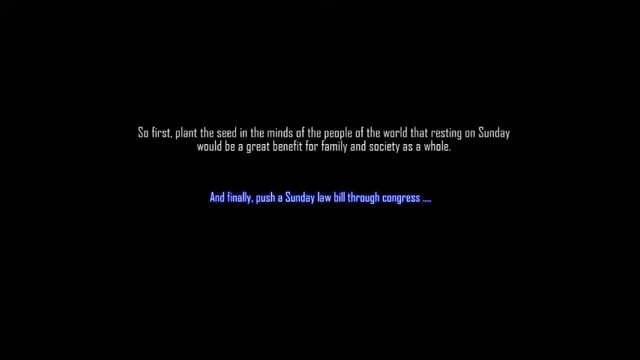 So first, plant the seed in the minds of the people of the world that resting on Sunday
would be a great benefit for family and society as a whole.
And finally, push a Sunday law bill through congress ....